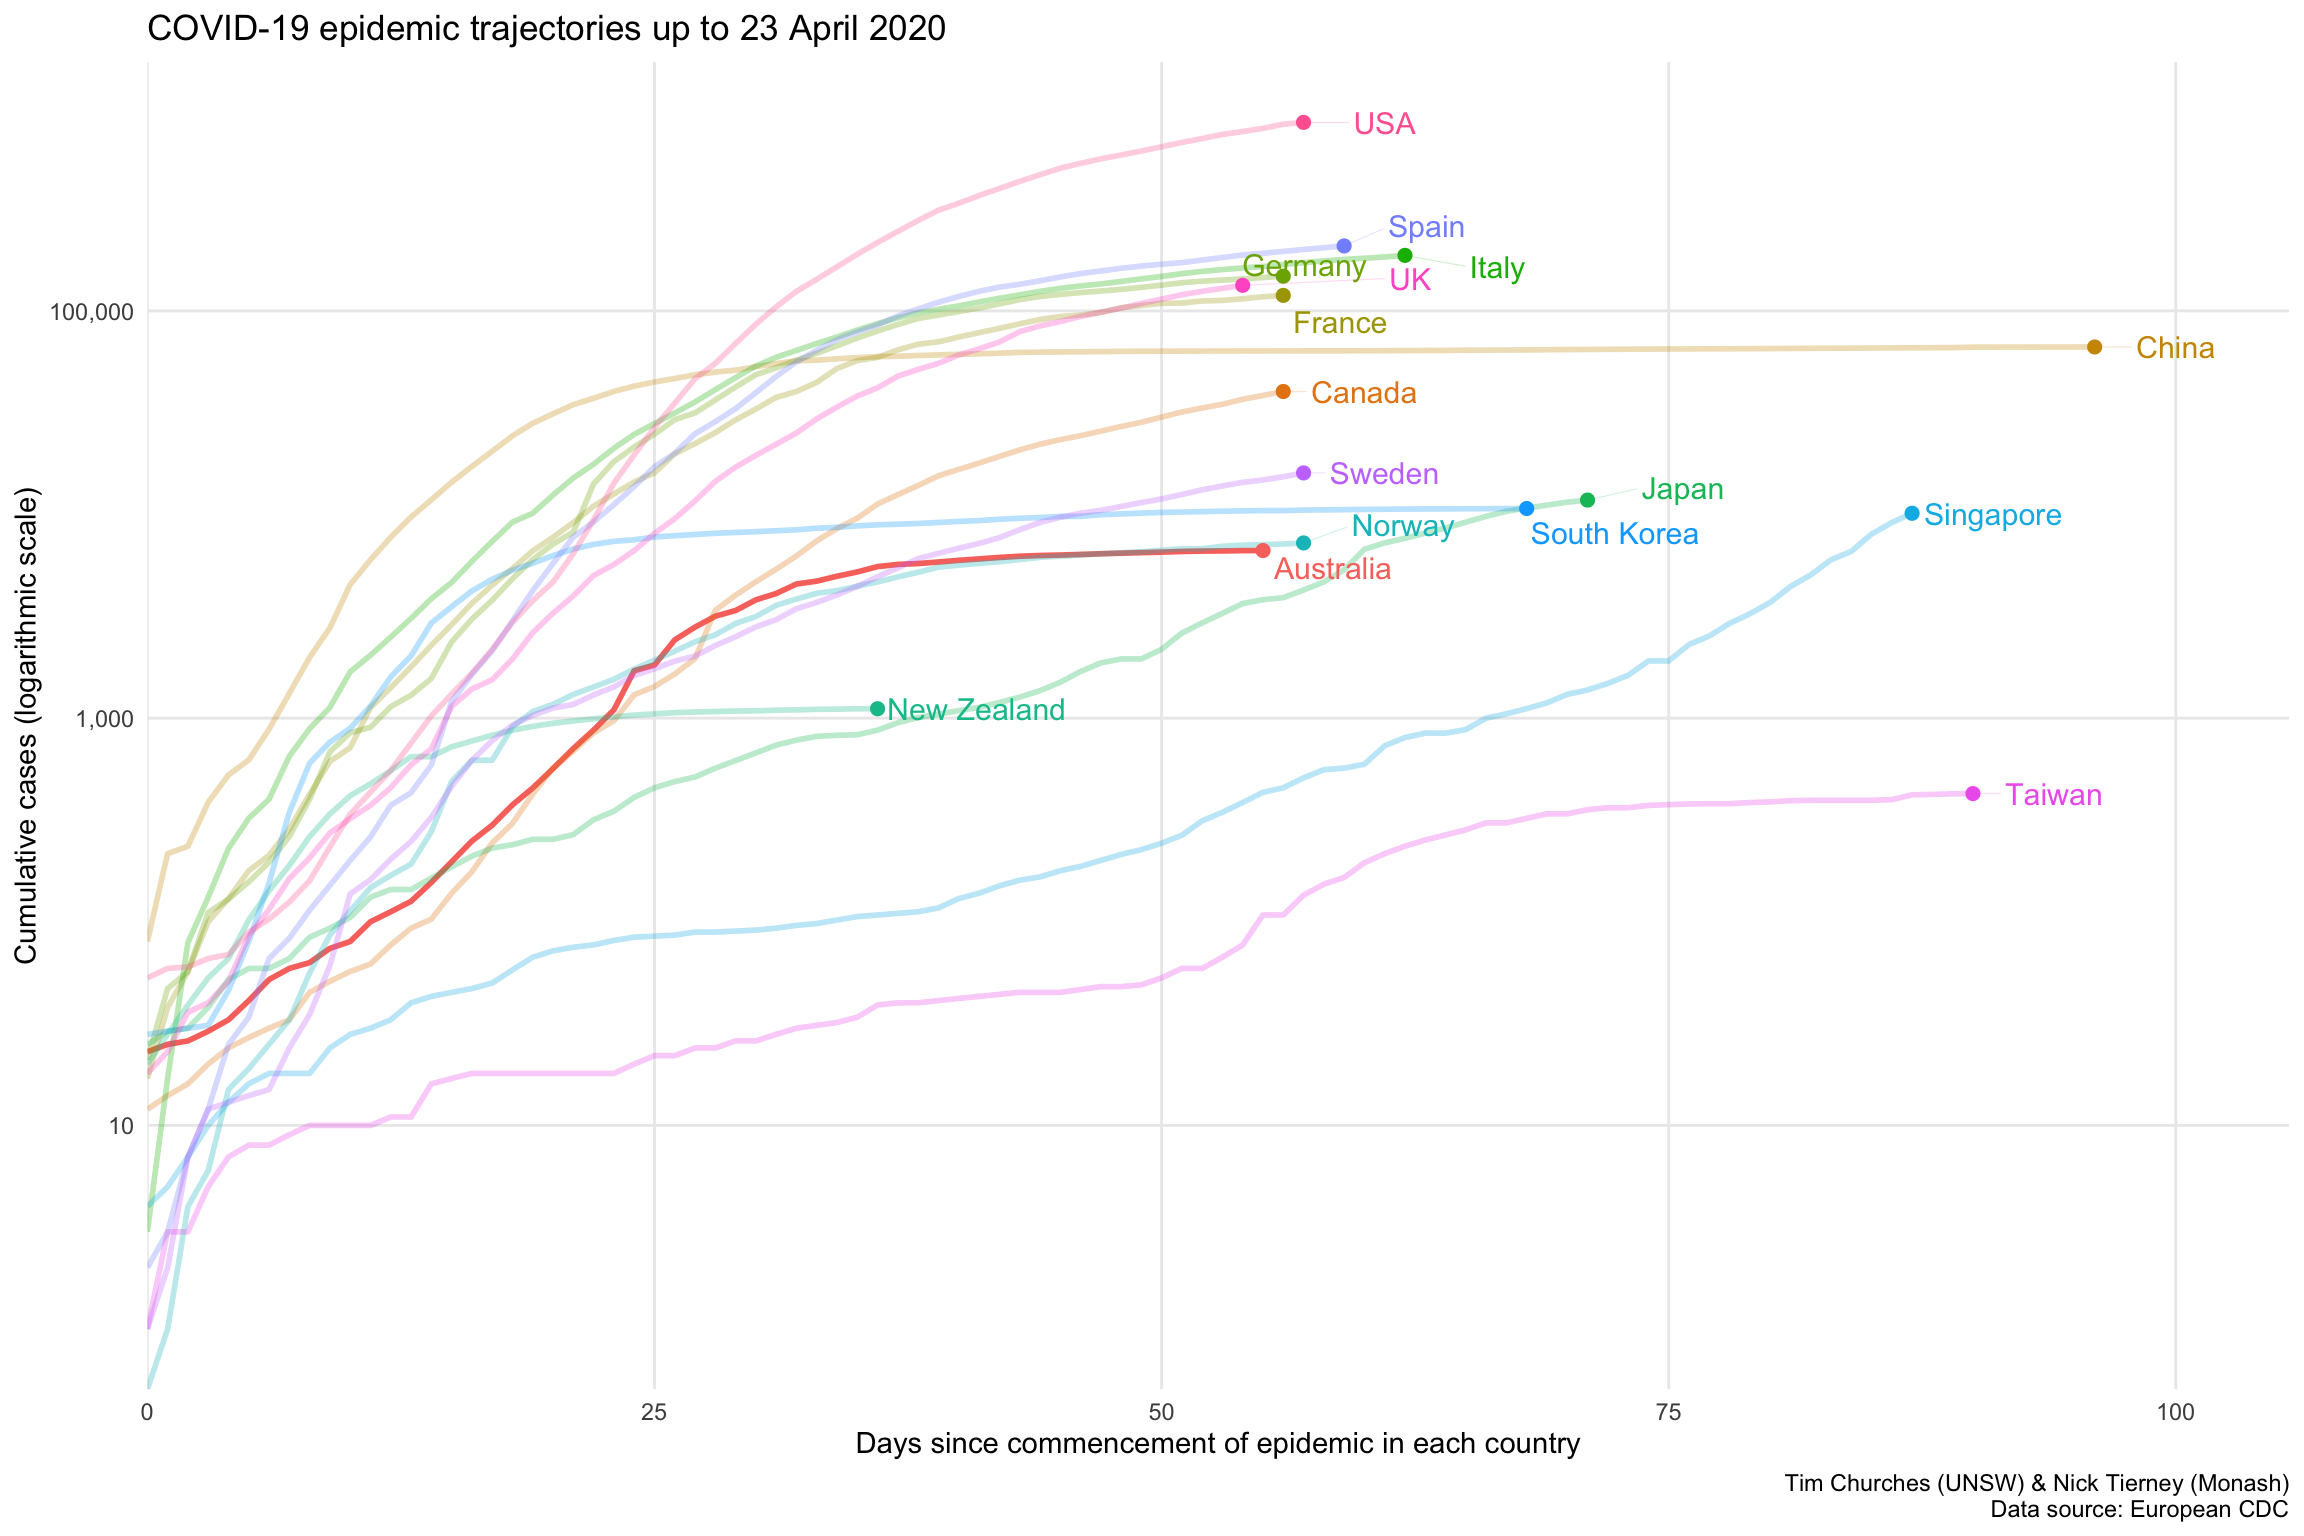 COVID-19 epidemic trajectories up to 23 April 2020
USA
Spain
Germany
Italy
UK
100,000
France
China
Canada
Sweden
Japan
Singapore
Norway
South Korea
Australia
New Zealand
1,000
Taiwan
10
Cumulative cases (logarithmic scale)
0 25 50 75 100
Days since commencement of epidemic in each country
Tim Churches (UNSW) & Nick Tierney (Monash)
Data source: European CDC